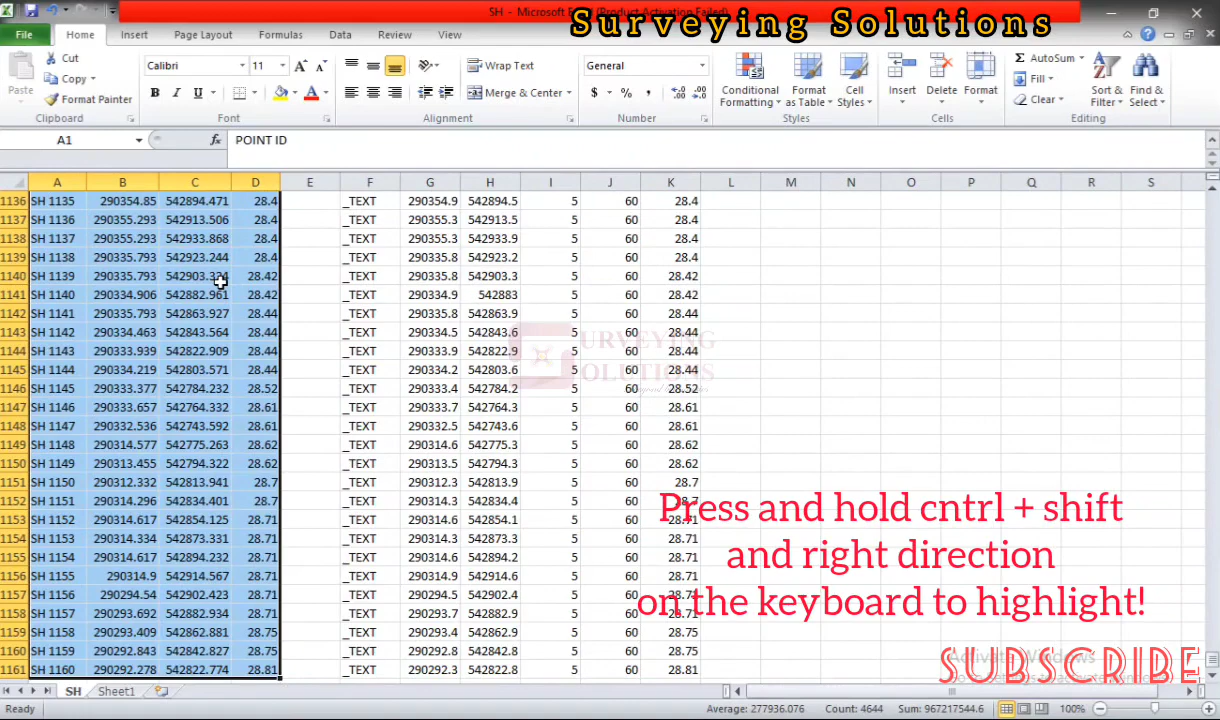 SH - Microsoft Excel (Product Activation Failed)
Surveying Solutions
File Home Insert Page Layout Formulas Data Review View
Paste
Cut
Copy
Format Painter
Clipboard
Calibri 11
B I U
Font
Wrap Text
Merge & Center
Alignment
General
$ % ,
Number
Conditional Formatting
Format as Table
Cell Styles
Styles
Insert Delete Format
Cells
AutoSum
Fill
Clear
Sort & Filter
Find & Select
Editing
A1 fx POINT ID
A B C D E F G H I J K L M N O P Q R S
1136 SH 1135 290354.85 542894.471 28.4 _TEXT 290354.9 542894.5 5 60 28.4
1137 SH 1136 290355.293 542913.506 28.4 _TEXT 290355.3 542913.5 5 60 28.4
1138 SH 1137 290355.293 542933.868 28.4 _TEXT 290355.3 542933.9 5 60 28.4
1139 SH 1138 290335.793 542923.244 28.4 _TEXT 290335.8 542923.2 5 60 28.4
1140 SH 1139 290335.793 28.42 _TEXT 290335.8 542903.3 5 60 28.42
1141 SH 1140 290334.906 542882.961 28.42 _TEXT 290334.9 542883 5 60 28.42
1142 SH 1141 290335.793 542863.927 28.44 _TEXT 290335.8 542863.9 5 60 28.44
1143 SH 1142 290334.463 542843.564 28.44 _TEXT 290334.5 542843.6 5 60 28.44
1144 SH 1143 290333.939 542822.909 28.44 _TEXT 290333.9 542822.9 5 60 28.44
1145 SH 1144 290334.219 542803.571 28.44 _TEXT 290334.2 542803.6 5 60 28.44
1146 SH 1145 290333.377 542784.232 28.52 _TEXT 290333.4 542784.2 5 60 28.52
1147 SH 1146 290333.657 542764.332 28.61 _TEXT 290333.7 542764.3 5 60 28.61
1148 SH 1147 290332.536 542743.592 28.61 _TEXT 290332.5 542743.6 5 60 28.61
1149 SH 1148 290314.577 542775.263 28.62 _TEXT 290314.6 542775.3 5 60 28.62
1150 SH 1149 290313.455 542794.322 28.62 _TEXT 290313.5 542794.3 5 60 28.62
1151 SH 1150 290312.332 542813.941 28.7 _TEXT 290312.3 542813.9 5 60 28.7
1152 SH 1151 290314.296 542834.401 28.7 _TEXT 290314.3 542834.4 5 60 28.7
1153 SH 1152 290314.617 542854.125 28.71 _TEXT 290314.6 542854.1 5 60 28.71
1154 SH 1153 290314.334 542873.331 28.71 _TEXT 290314.3 542873.3 5 60 28.71
1155 SH 1154 290314.617 542894.232 28.71 _TEXT 290314.6 542894.2 5 60 28.71
1156 SH 1155 290314.9 542914.567 28.71 _TEXT 290314.9 542914.6 5 60 28.71
1157 SH 1156 290294.54 542902.423 28.71 _TEXT 290294.5 542902.4 5 60 28.71
1158 SH 1157 290293.692 542882.934 28.71 _TEXT 290293.7 542882.9 5 60 28.71
1159 SH 1158 290293.409 542862.881 28.75 _TEXT 290293.4 542862.9 5 60 28.75
1160 SH 1159 290292.843 542842.827 28.75 _TEXT 290292.8 542842.8 5 60 28.75
1161 SH 1160 290292.278 542822.774 28.81 _TEXT 290292.3 542822.8 5 60 28.81
URVEYING
OLUTIONS
Press and hold cntrl + shift
and right direction
on the keyboard to highlight!
Activate Windows
SUBSCRIBE
SH Sheet1
Ready Average: 277936.076 Count: 4644 Sum: 967217544.6 100%